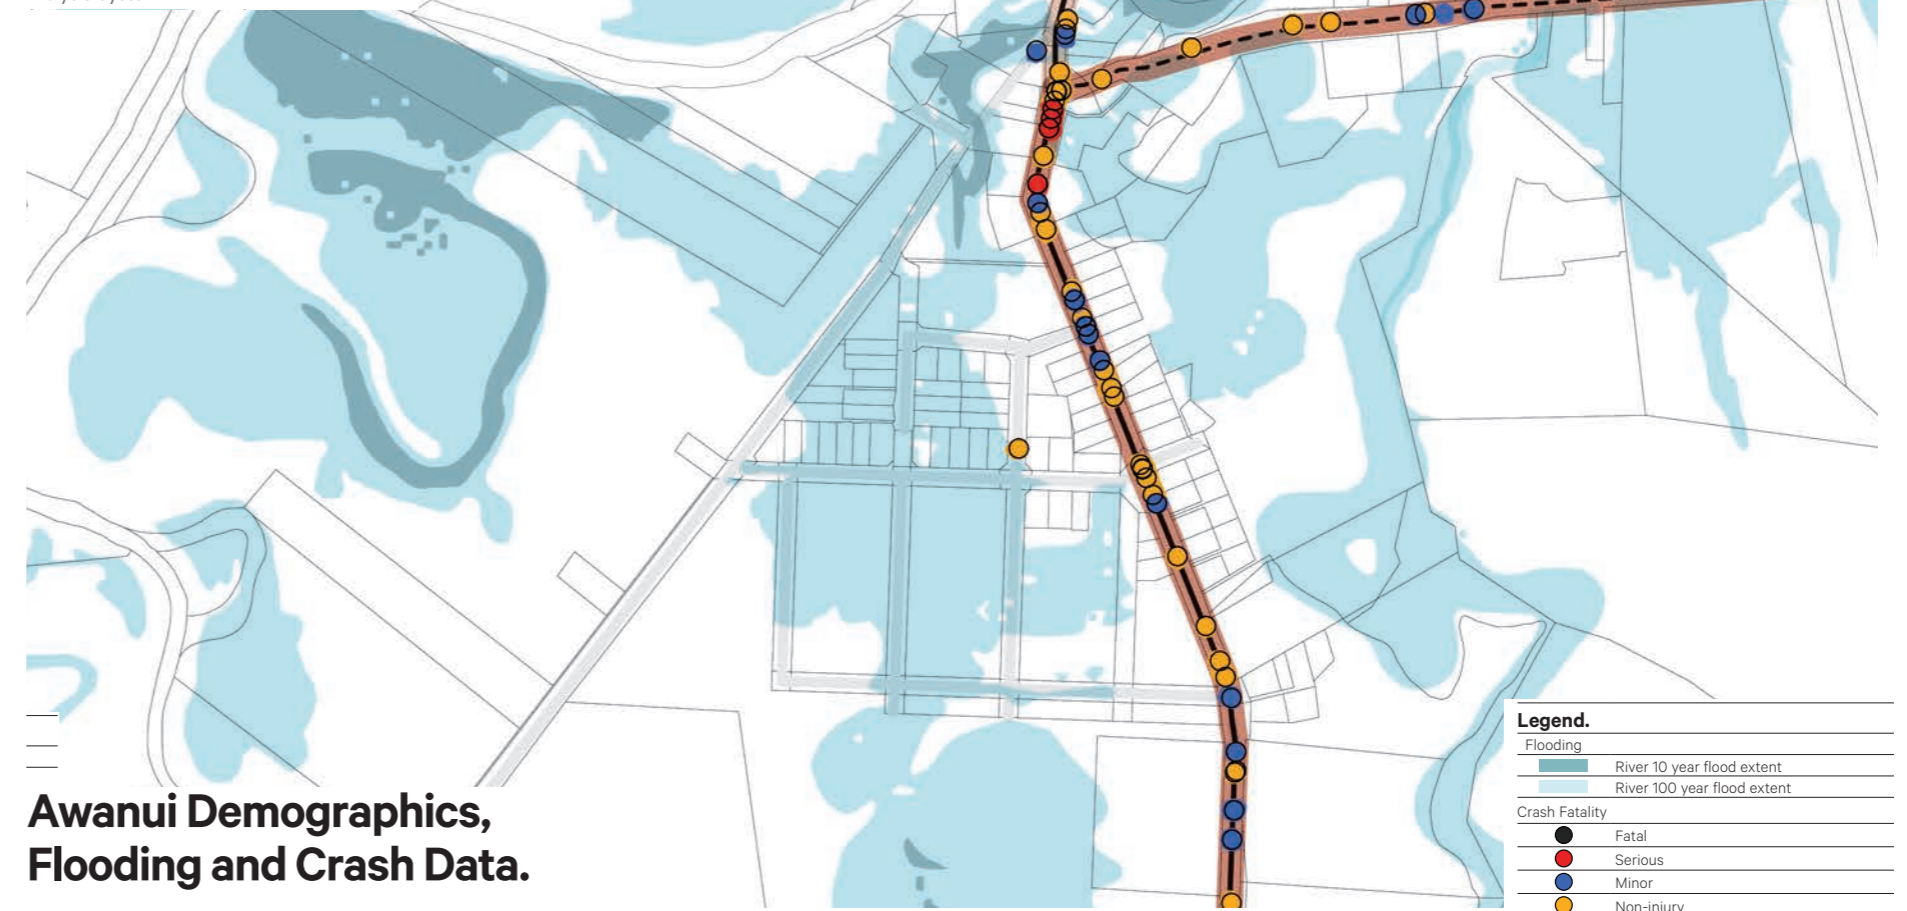 Awanui Demographics,
Flooding and Crash Data.
Legend.
Flooding
River 10 year flood extent
River 100 year flood extent
Crash Fatality
Fatal
Serious
Minor
Non-injury